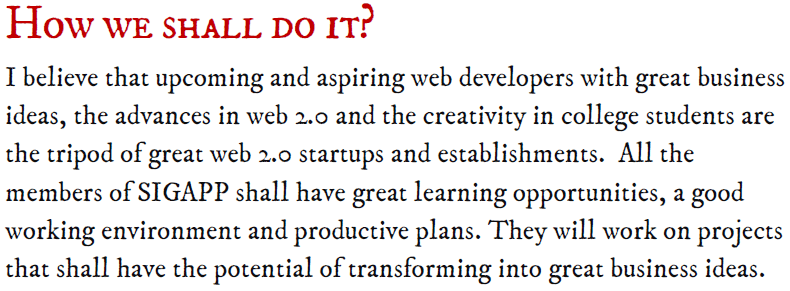 How we shall do it?
I believe that upcoming and aspiring web developers with great business
ideas, the advances in web 2.0 and the creativity in college students are
the tripod of great web 2.0 startups and establishments.  All the
members of SIGAPP shall have great learning opportunities, a good
working environment and productive plans. They will work on projects
that shall have the potential of transforming into great business ideas.